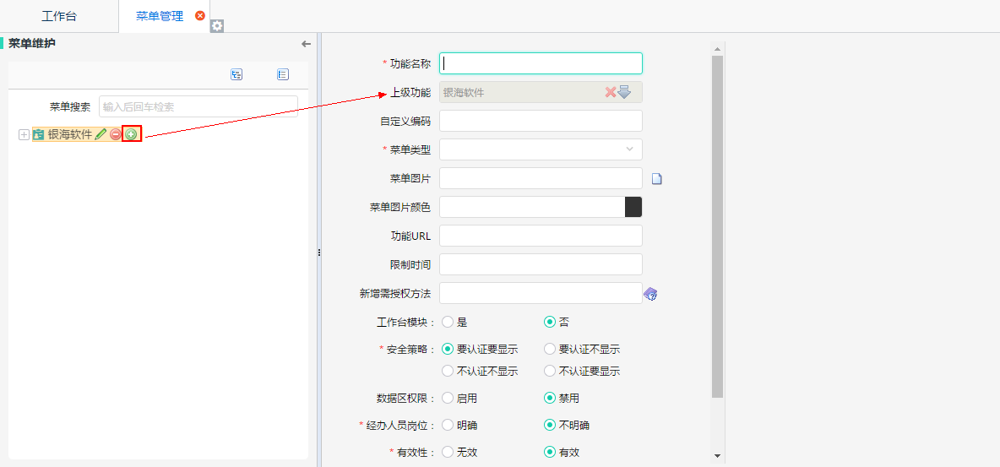 工作台
菜单管理
菜单维护
菜单搜索 输入后回车检索
银海软件
* 功能名称
上级功能 银海软件
自定义编码
* 菜单类型
菜单图片
菜单图片颜色
功能URL
限制时间
新增需授权方法
工作台模块： 是 否
* 安全策略： 要认证要显示 要认证不显示
不认证不显示 不认证要显示
数据区权限： 启用 禁用
* 经办人员岗位： 明确 不明确
* 有效性： 无效 有效